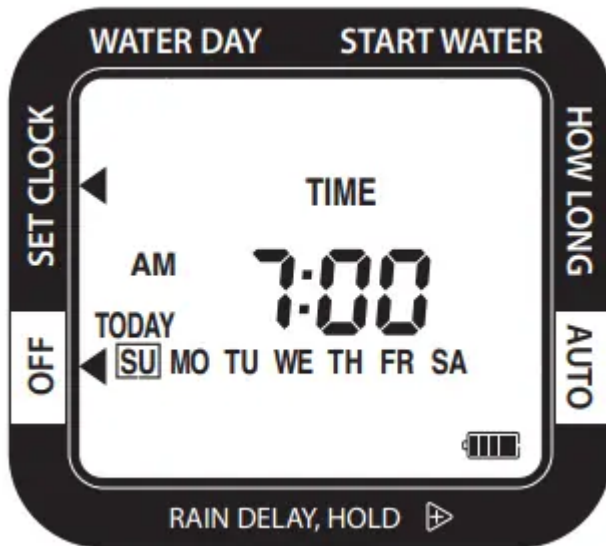 WATER DAY START WATER
SET CLOCK
HOW LONG
TIME
AM 7:00
TODAY
SU MO TU WE TH FR SA
OFF
AUTO
RAIN DELAY, HOLD